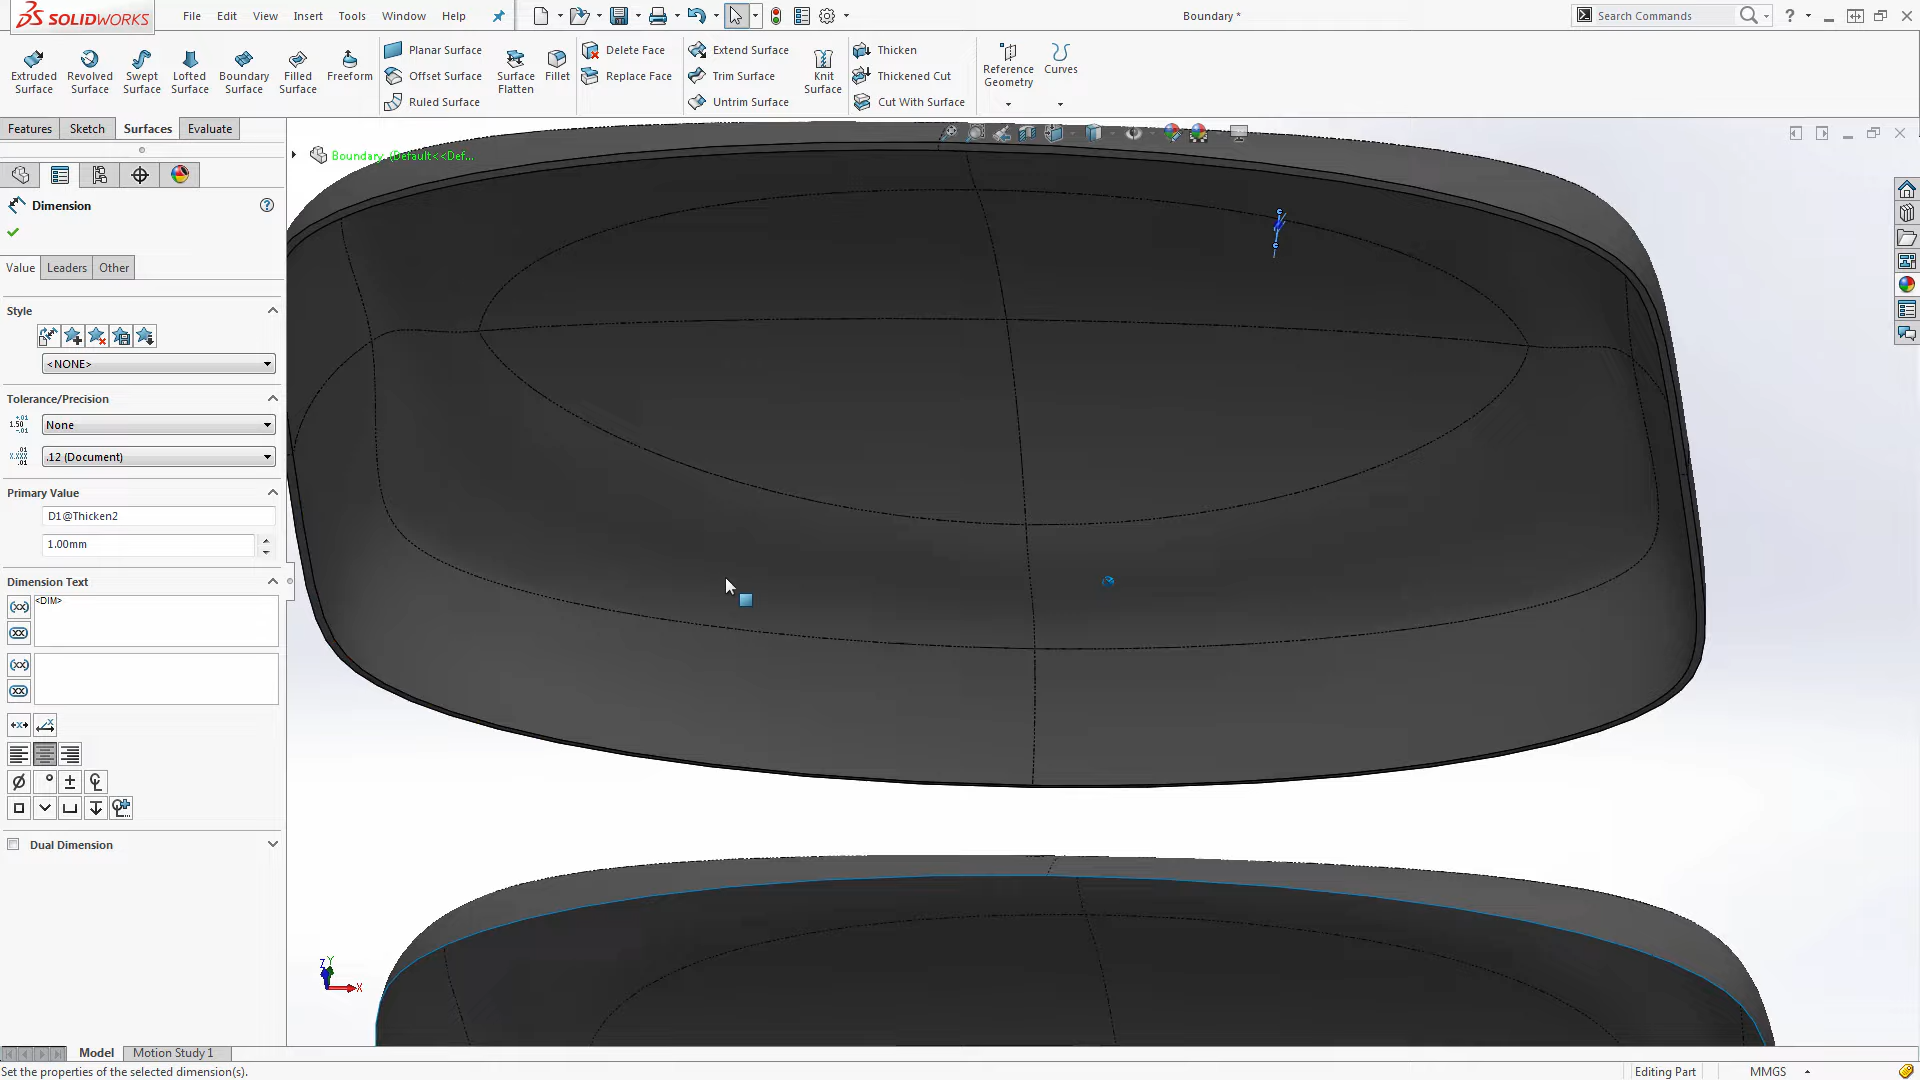 SOLIDWORKS
File Edit View Insert Tools Window Help
Boundary *
Search Commands
Extruded Surface
Revolved Surface
Swept Surface
Lofted Surface
Boundary Surface
Filled Surface
Freeform
Planar Surface
Offset Surface
Ruled Surface
Surface Flatten
Fillet
Delete Face
Replace Face
Extend Surface
Trim Surface
Untrim Surface
Knit Surface
Thicken
Thickened Cut
Cut With Surface
Reference Geometry
Curves
Features Sketch Surfaces Evaluate
Boundary (Default<<Def...
Dimension
Value Leaders Other
Style
<NONE>
Tolerance/Precision
None
.12 (Document)
Primary Value
D1@Thicken2
1.00mm
Dimension Text
<DIM>
Dual Dimension
Z Y X
Model Motion Study 1
Set the properties of the selected dimension(s).
Editing Part
MMGS